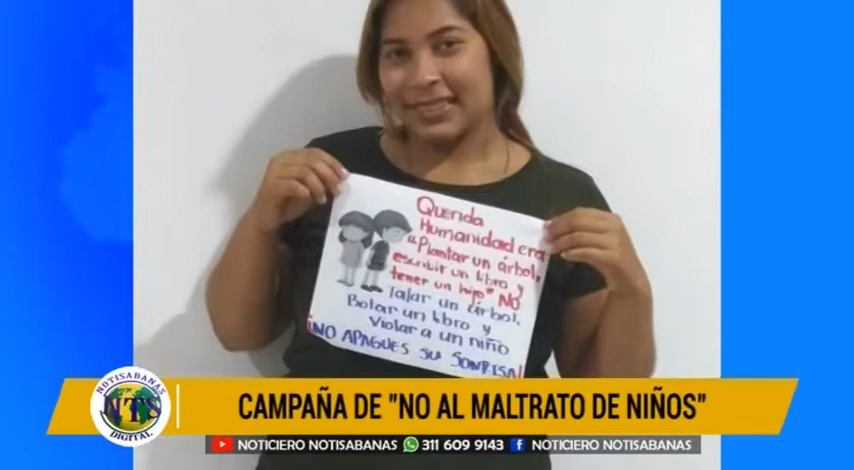 Querida
Humanidad era
"Plantar un árbol,
escribir un libro y
tener un hijo" NO
Talar un árbol.
Botar un libro y
Violar a un niño
¡NO APAGUES SU SONRISA!
NOTISABANAS
NTS
DIGITAL
CAMPAÑA DE "NO AL MALTRATO DE NIÑOS"
NOTICIERO NOTISABANAS 311 609 9143 NOTICIERO NOTISABANAS